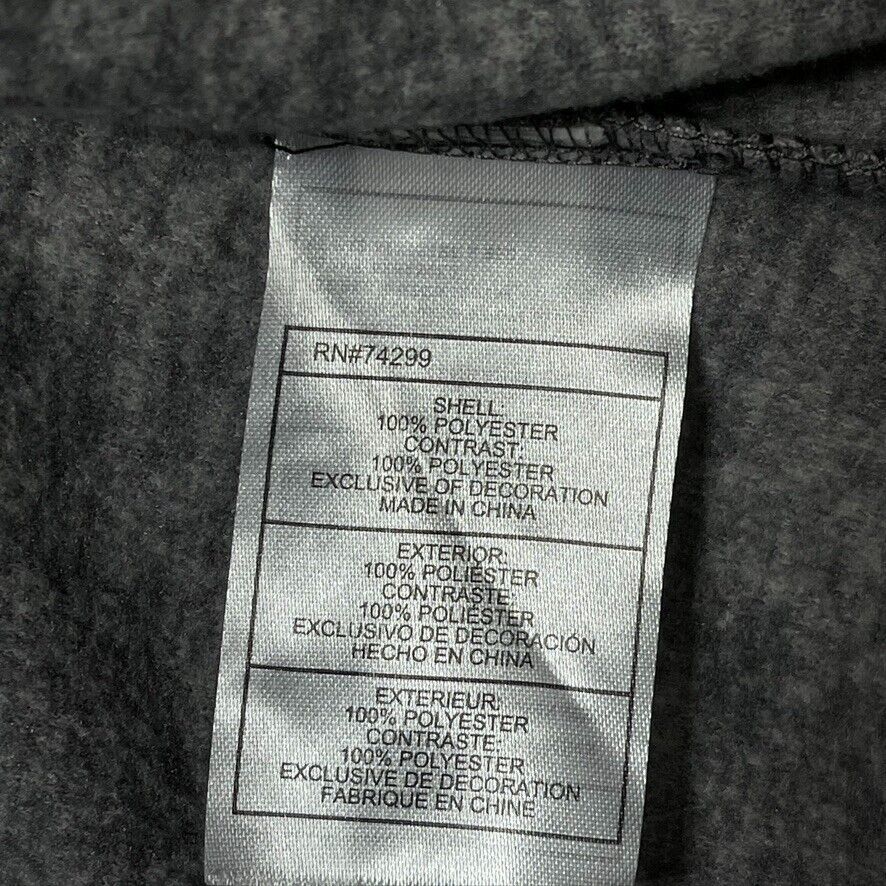 RN#74299
SHELL:
100% POLYESTER
CONTRAST:
100% POLYESTER
EXCLUSIVE OF DECORATION
MADE IN CHINA
EXTERIOR:
100% POLIESTER
CONTRASTE:
100% POLIESTER
EXCLUSIVO DE DECORACIÓN
HECHO EN CHINA
EXTERIEUR:
100% POLYESTER
CONTRASTE:
100% POLYESTER
EXCLUSIVE DE DECORATION
FABRIQUE EN CHINE